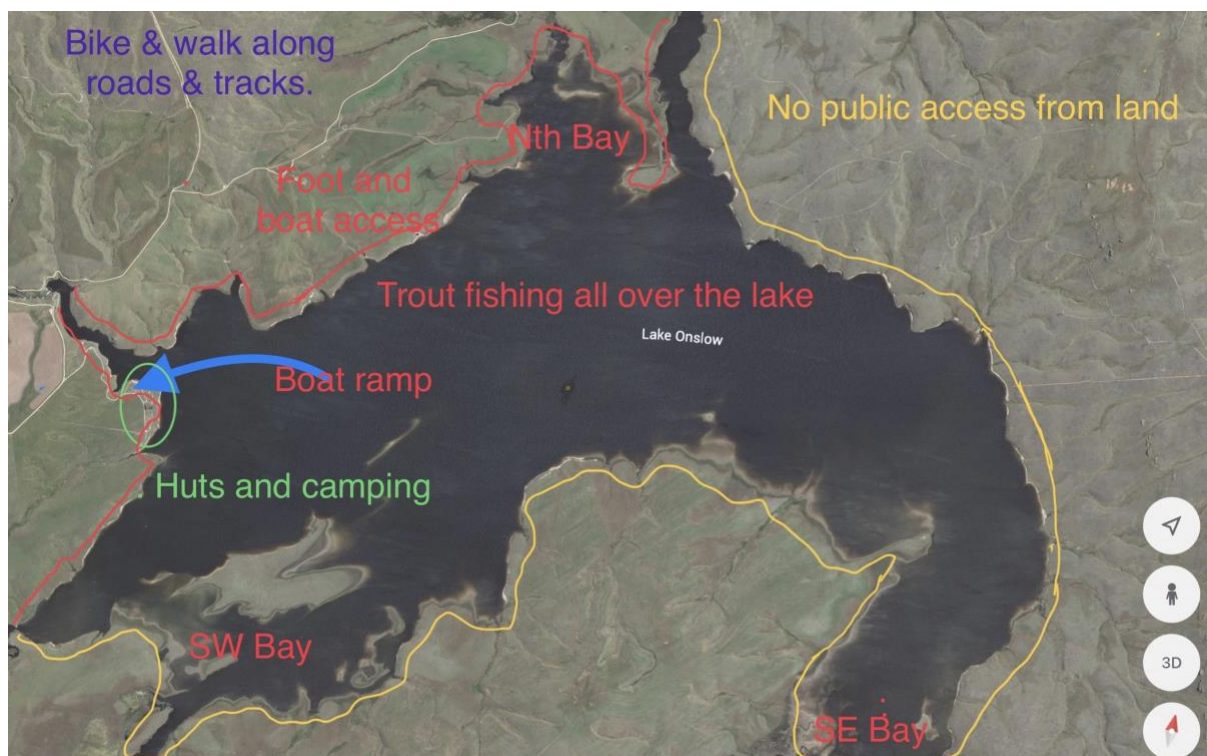 Bike & walk along
roads & tracks.
No public access from land
Nth Bay
Foot and
boat access
Trout fishing all over the lake
Lake Onslow
Boat ramp
Huts and camping
SW Bay
3D
SE Bay